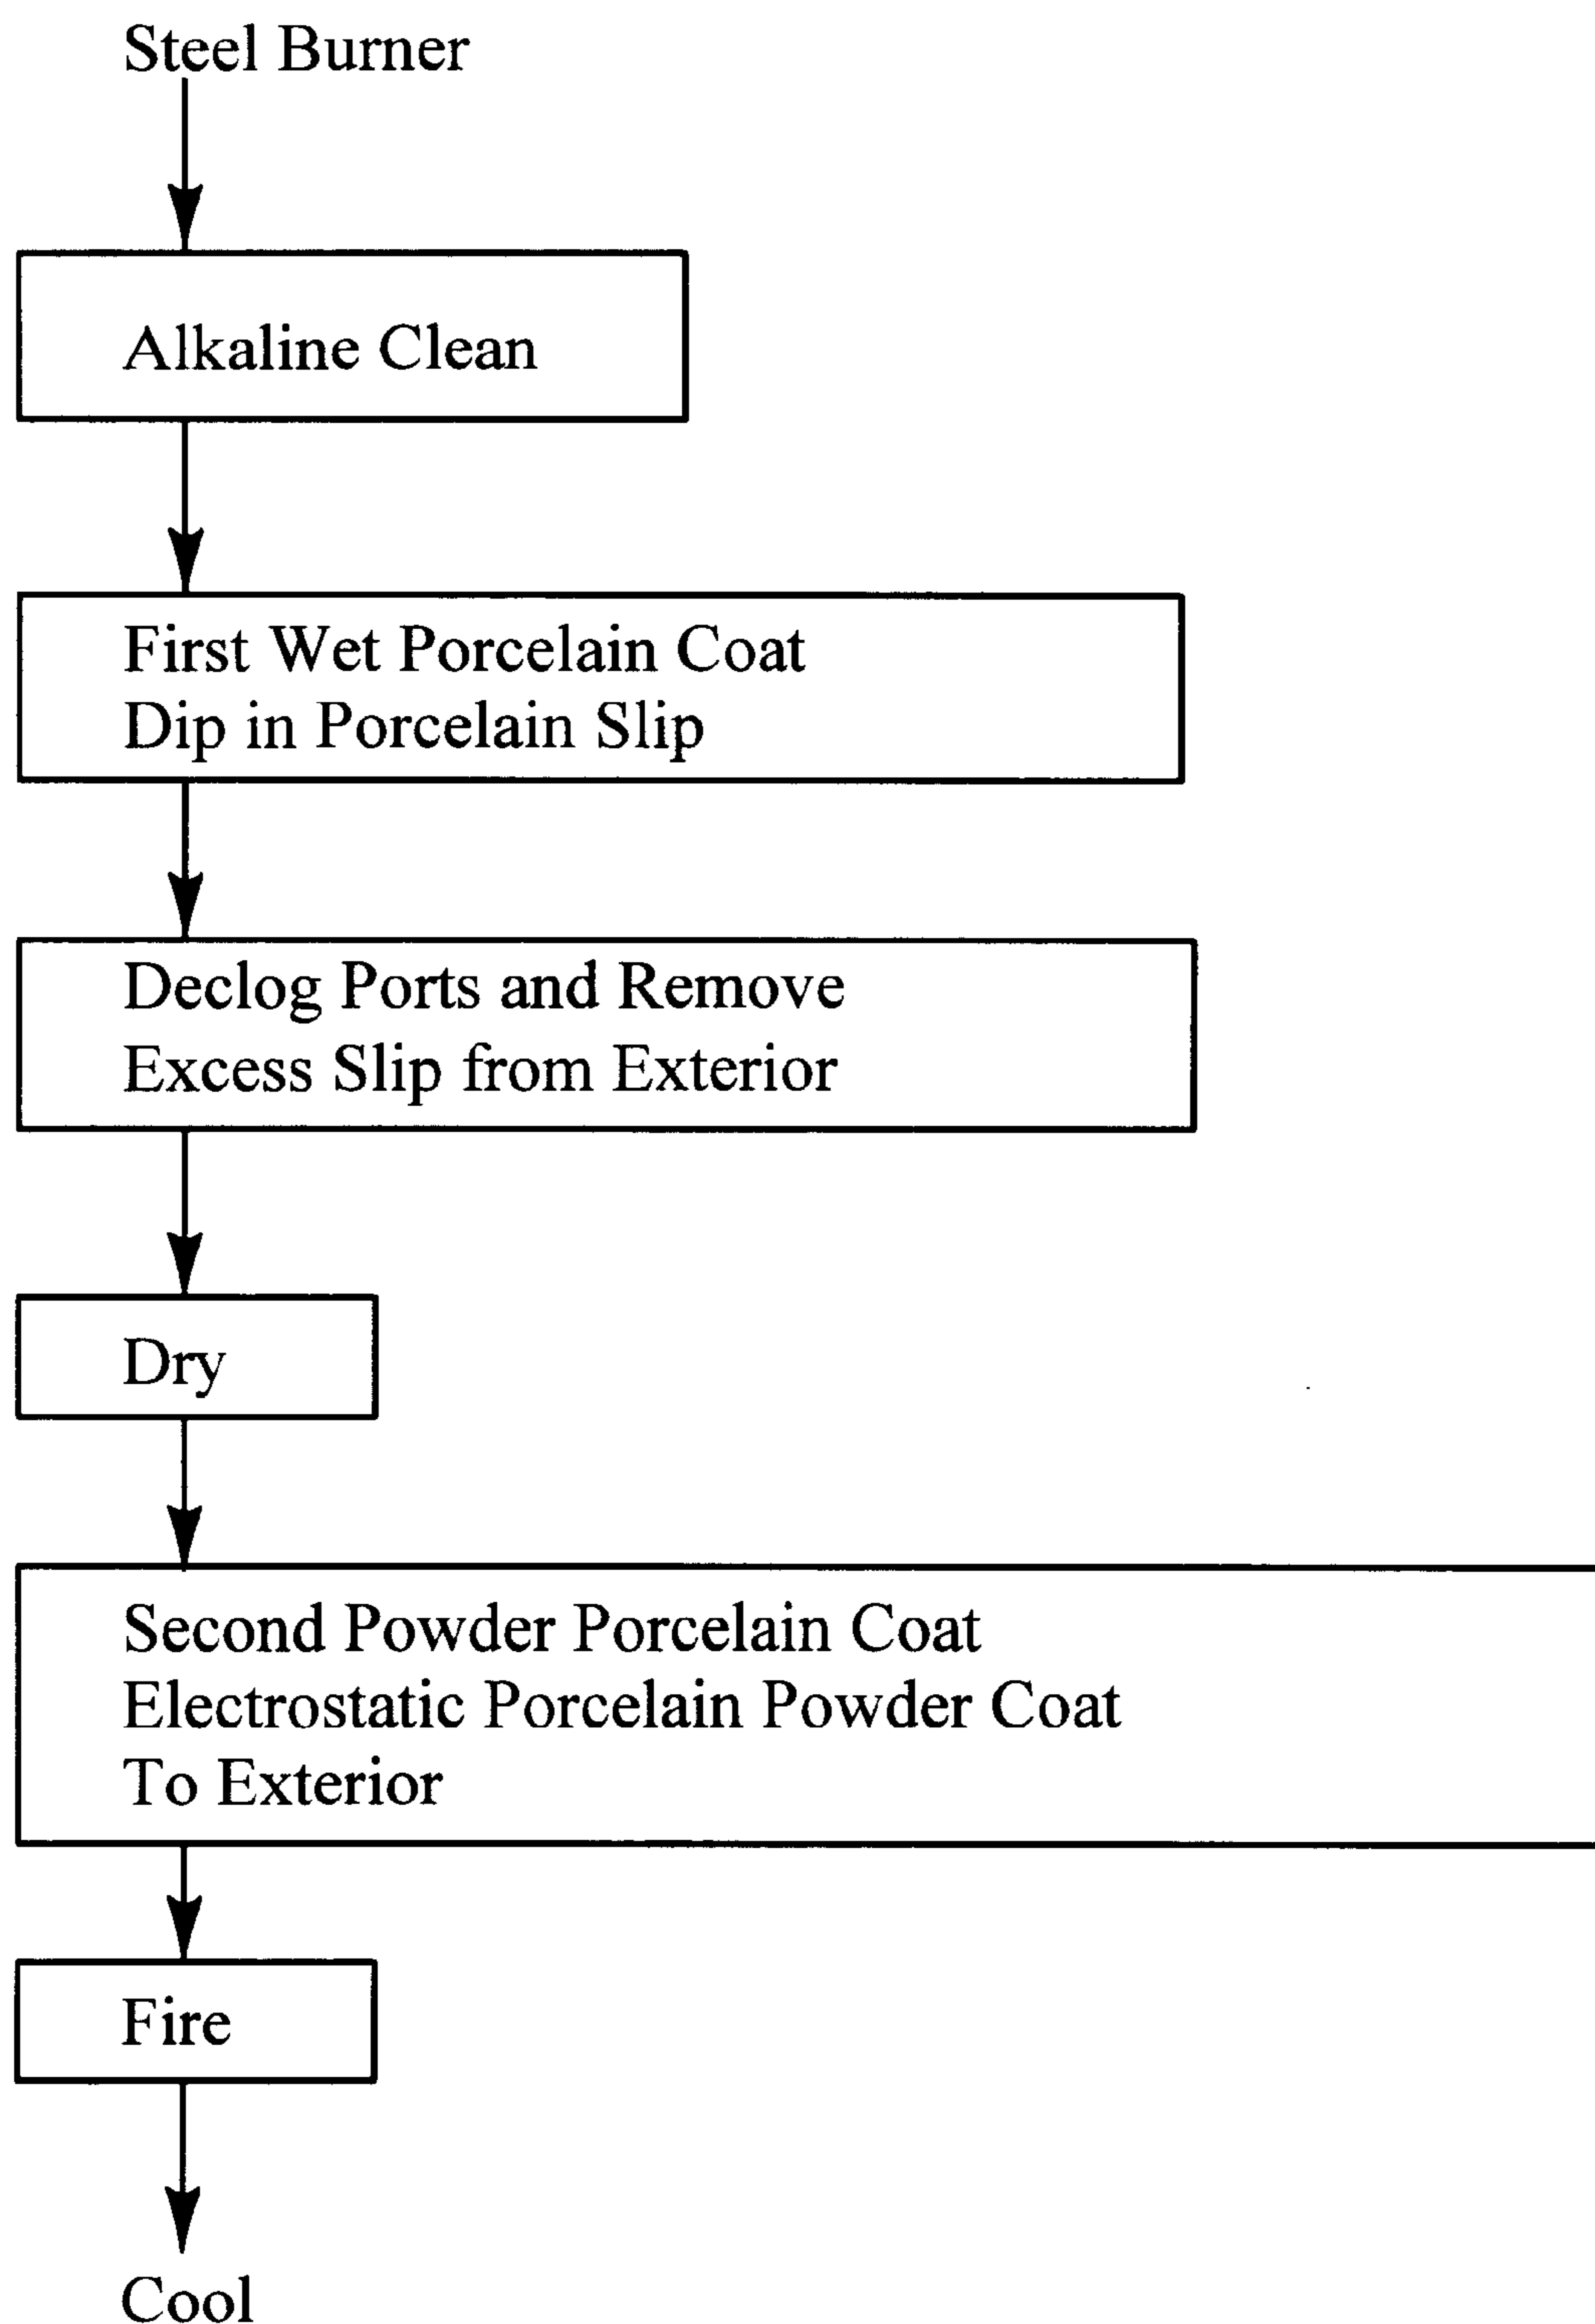 Steel Burner
Alkaline Clean
First Wet Porcelain Coat
Dip in Porcelain Slip
Declog Ports and Remove
Excess Slip from Exterior
Dry
Second Powder Porcelain Coat
Electrostatic Porcelain Powder Coat
To Exterior
Fire
Cool